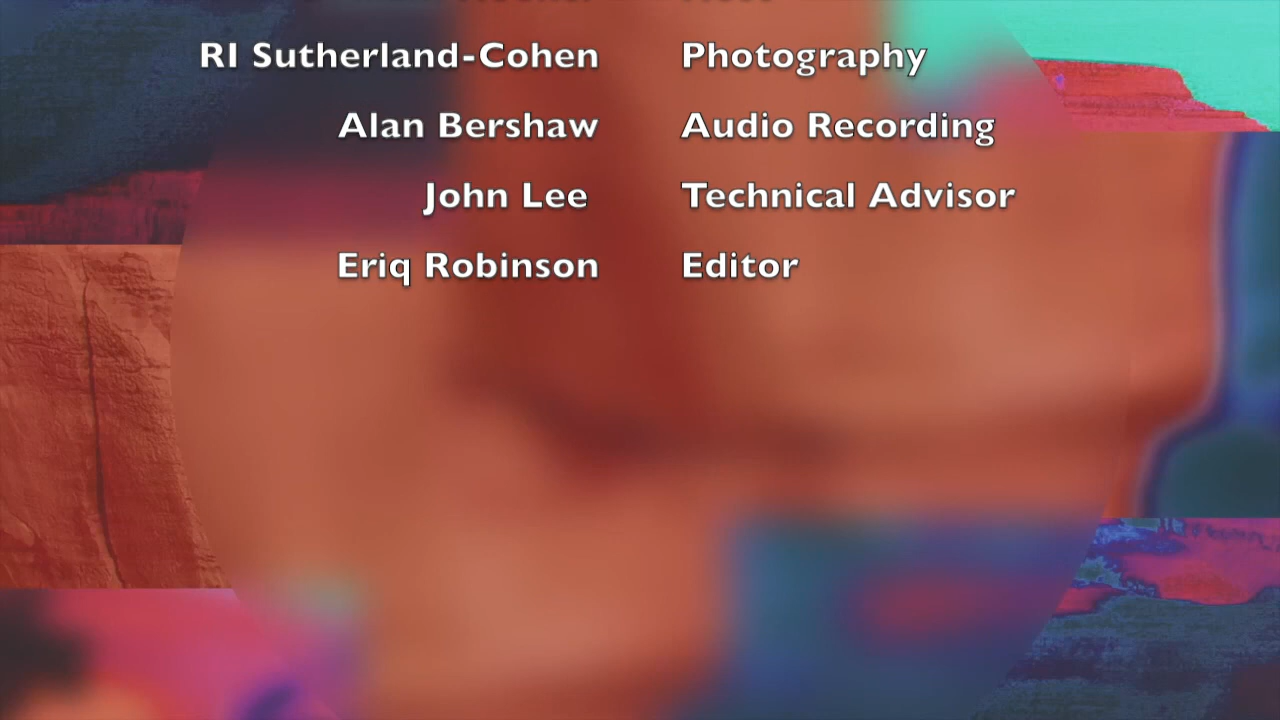 RI Sutherland-Cohen Photography
Alan Bershaw Audio Recording
John Lee Technical Advisor
Eriq Robinson Editor